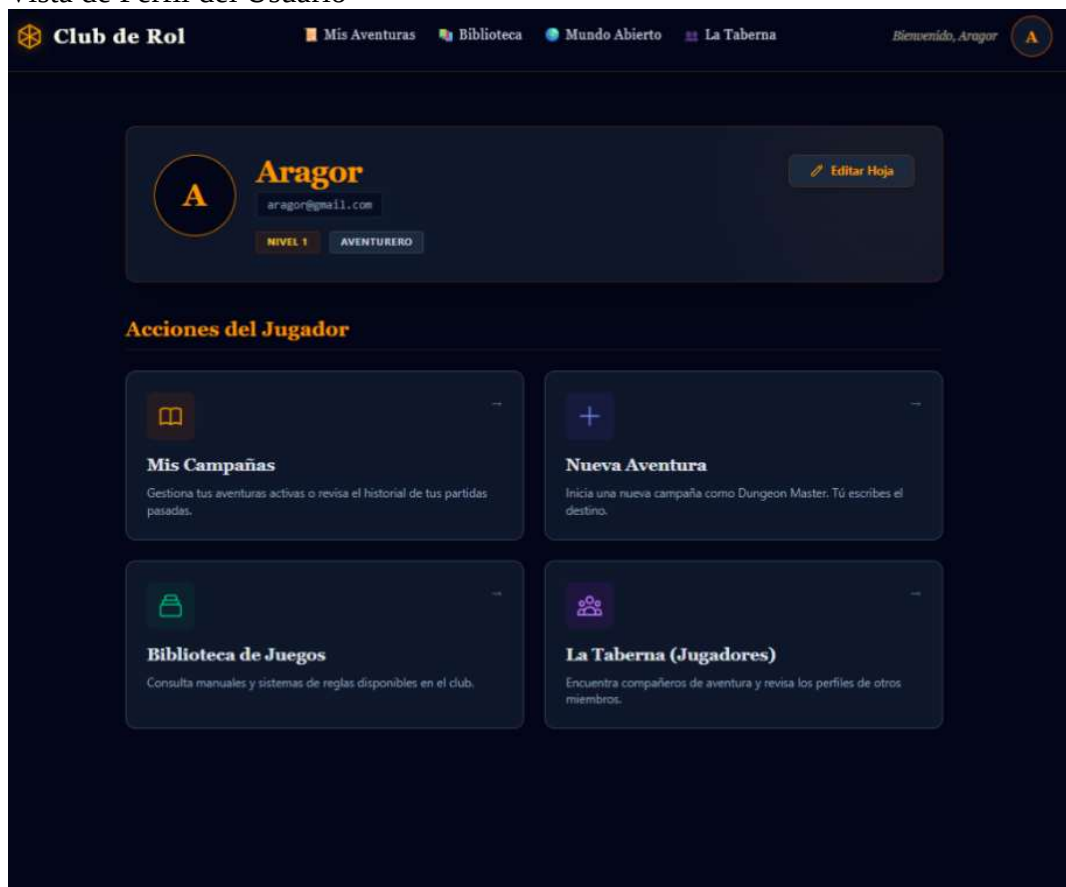 Vista de Perfil del Usuario
Club de Rol
Mis Aventuras
Biblioteca
Mundo Abierto
La Taberna
Bienvenido, Aragor
A
A
Aragor
aragor@gmail.com
NIVEL 1
AVENTURERO
Editar Hoja
Acciones del Jugador
→
Mis Campañas
Gestiona tus aventuras activas o revisa el historial de tus partidas
pasadas.
→
Nueva Aventura
Inicia una nueva campaña como Dungeon Master. Tú escribes el
destino.
→
Biblioteca de Juegos
Consulta manuales y sistemas de reglas disponibles en el club.
→
La Taberna (Jugadores)
Encuentra compañeros de aventura y revisa los perfiles de otros
miembros.